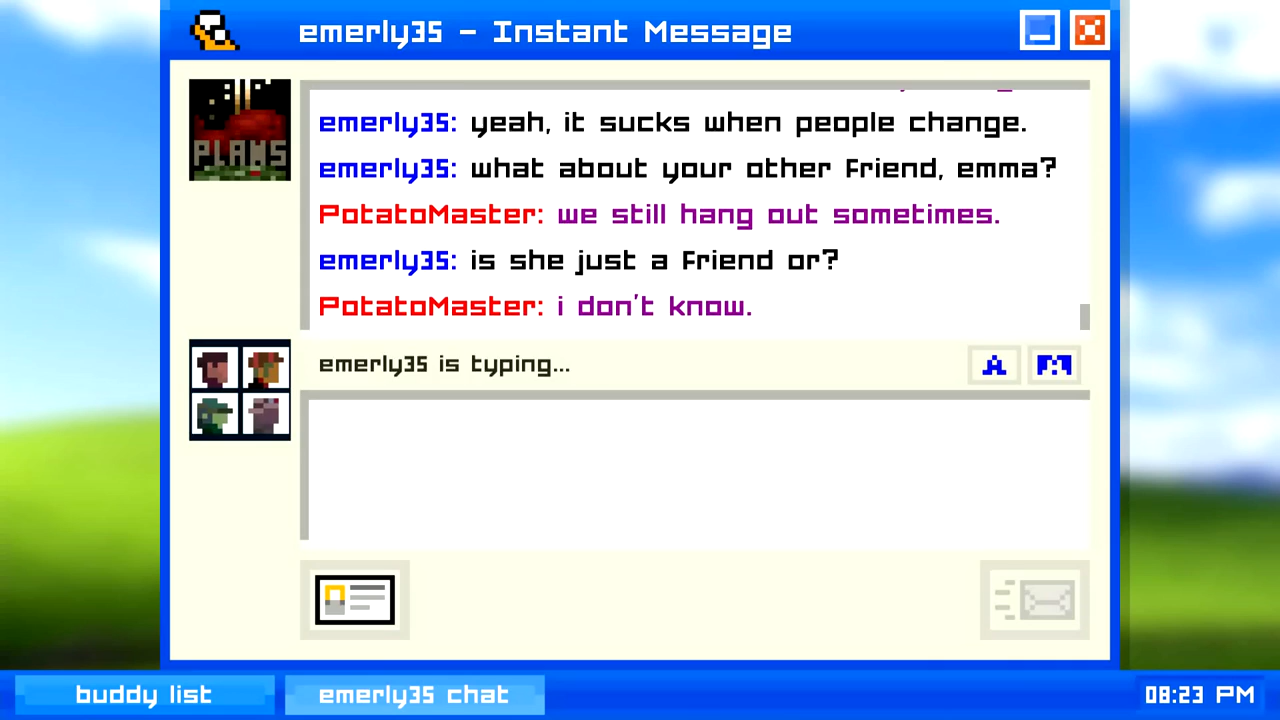 emerly35 - Instant Message
PLANS
emerly35: yeah, it sucks when people change.
emerly35: what about your other friend, emma?
PotatoMaster: we still hang out sometimes.
emerly35: is she just a friend or?
PotatoMaster: i don't know.
emerly35 is typing...
A A
buddy list
emerly35 chat
08:23 PM